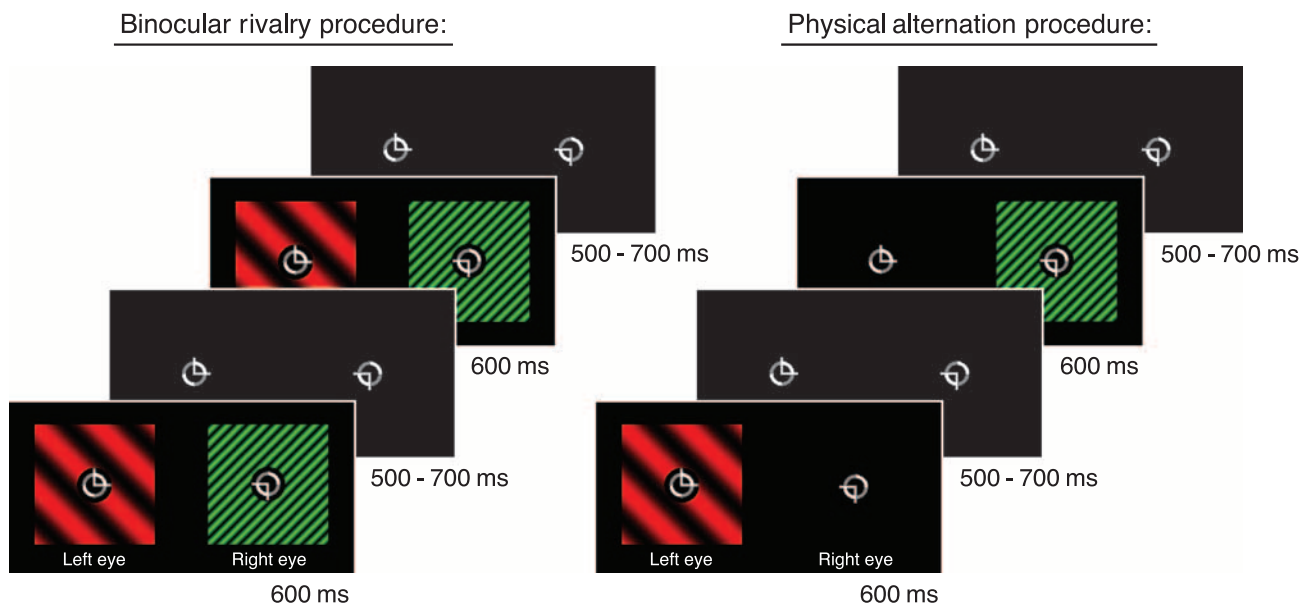 Binocular rivalry procedure:
500 - 700 ms
600 ms
500 - 700 ms
Left eye Right eye
600 ms
Physical alternation procedure:
500 - 700 ms
600 ms
500 - 700 ms
Left eye Right eye
600 ms